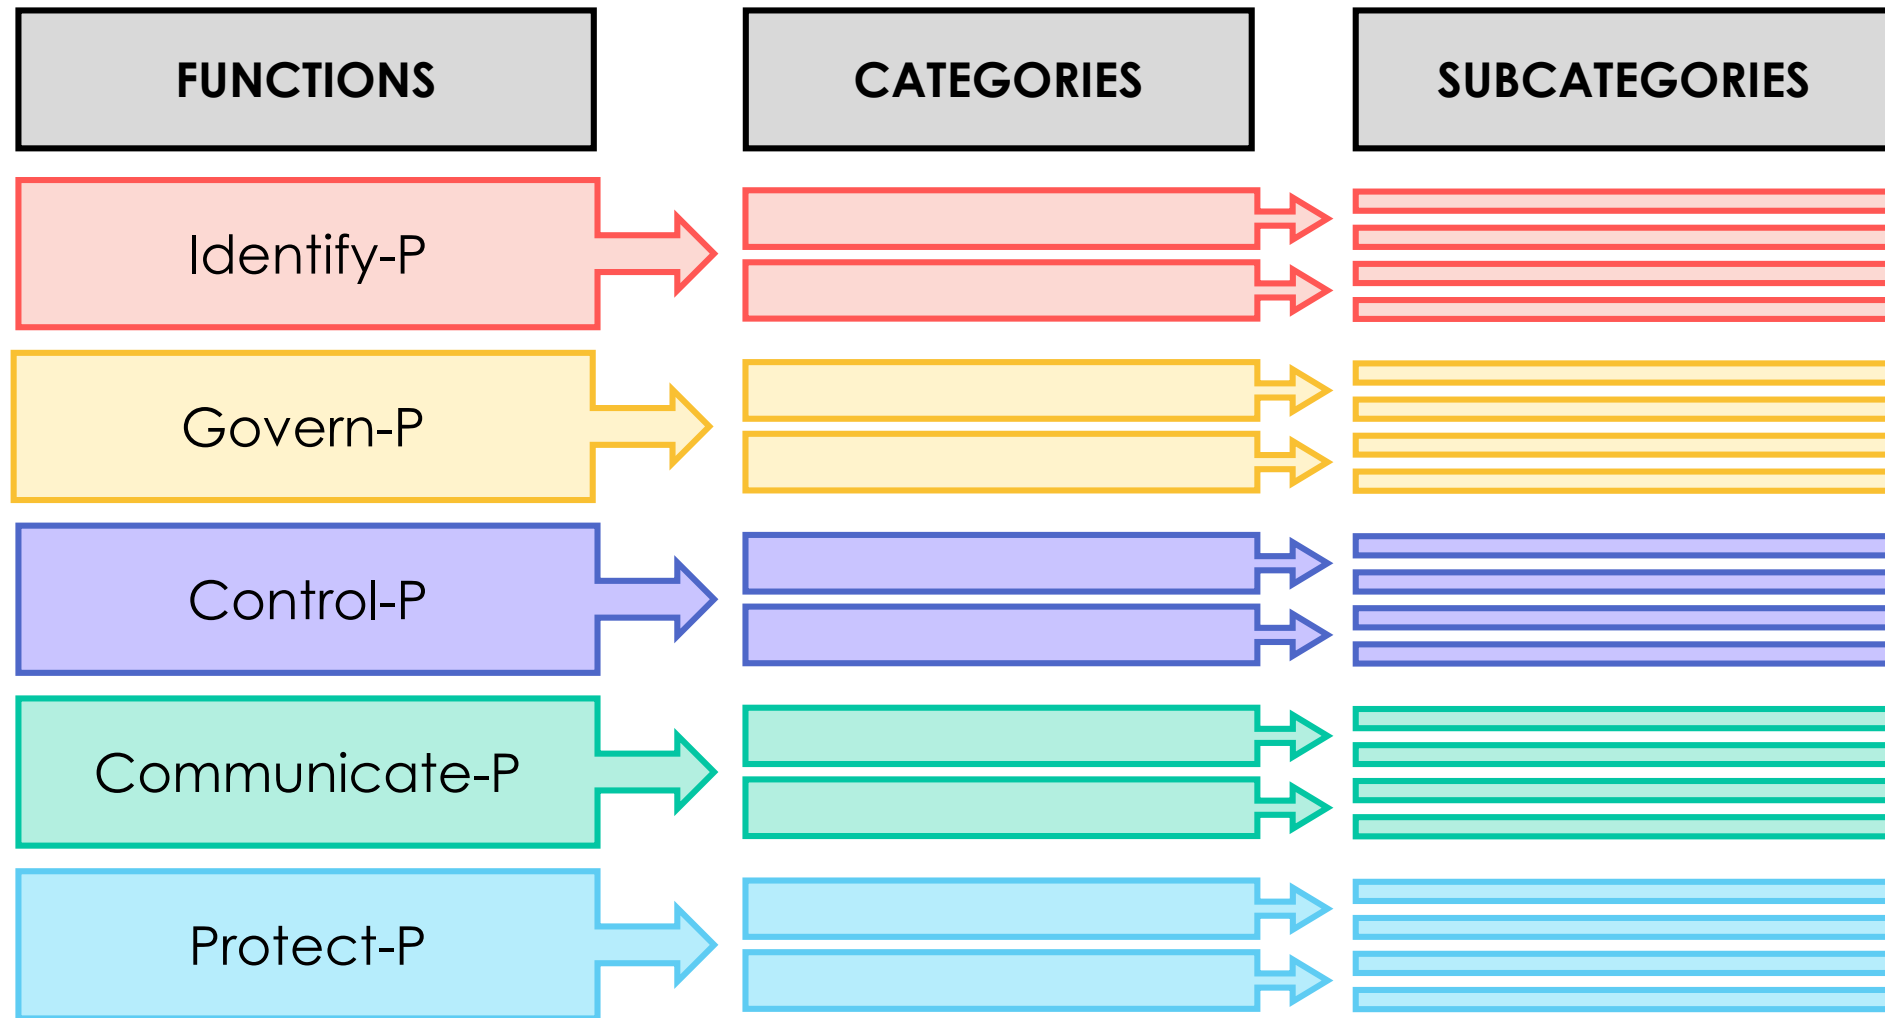 FUNCTIONS
CATEGORIES
SUBCATEGORIES
Identify-P
Govern-P
Control-P
Communicate-P
Protect-P